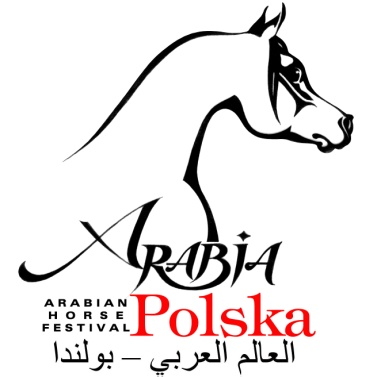 ARABIA
ARABIAN
HORSE
FESTIVAL
Polska
العالم العربي – بولندا